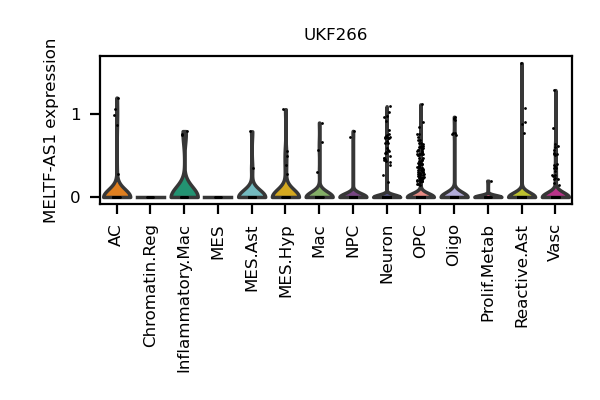 UKF266
MELTF-AS1 expression
1
0
AC
Chromatin.Reg
Inflammatory.Mac
MES
MES.Ast
MES.Hyp
Mac
NPC
Neuron
OPC
Oligo
Prolif.Metab
Reactive.Ast
Vasc